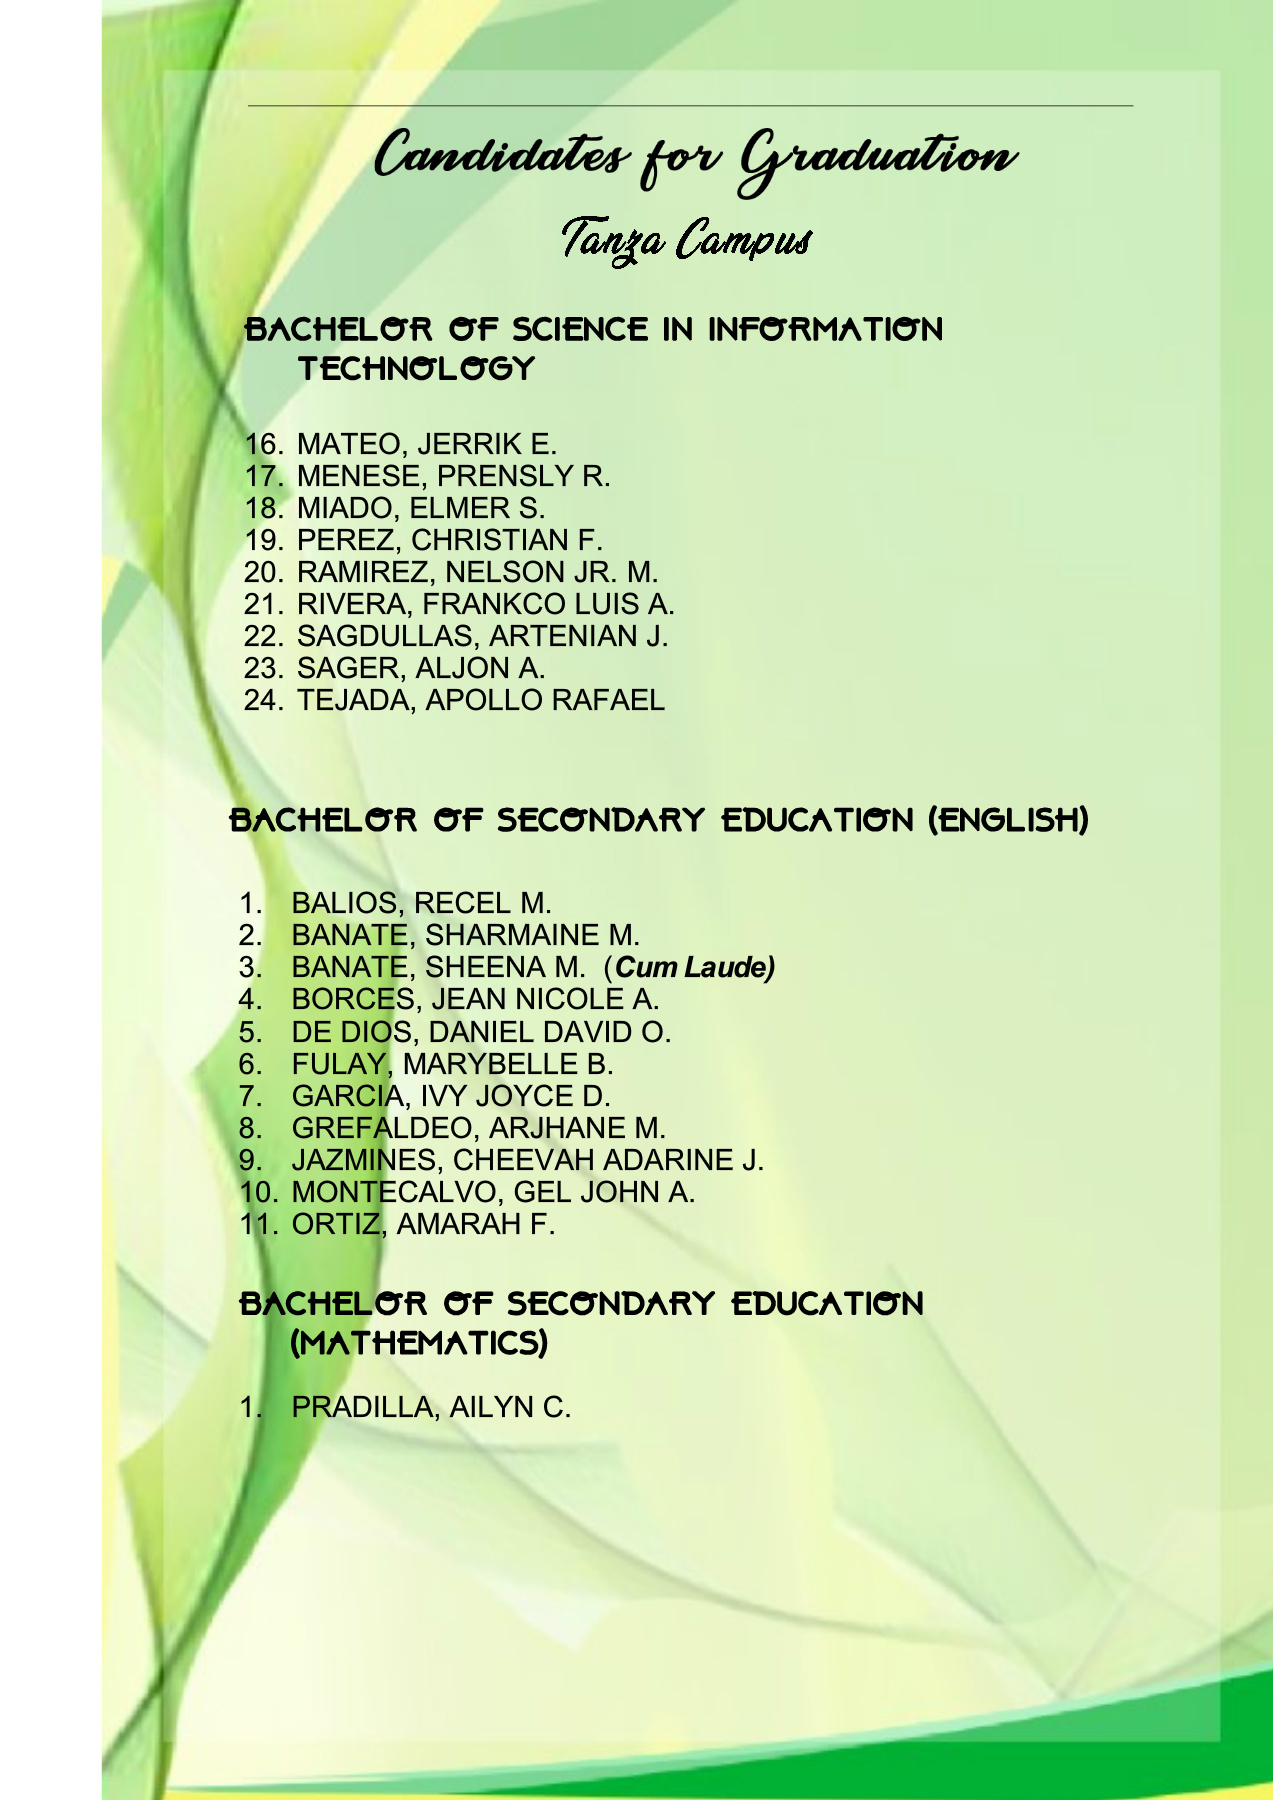 Candidates for Graduation
Tanza Campus
BACHELOR OF SCIENCE IN INFORMATION
TECHNOLOGY
16. MATEO, JERRIK E.
17. MENESE, PRENSLY R.
18. MIADO, ELMER S.
19. PEREZ, CHRISTIAN F.
20. RAMIREZ, NELSON JR. M.
21. RIVERA, FRANKCO LUIS A.
22. SAGDULLAS, ARTENIAN J.
23. SAGER, ALJON A.
24. TEJADA, APOLLO RAFAEL
BACHELOR OF SECONDARY EDUCATION (ENGLISH)
1. BALIOS, RECEL M.
2. BANATE, SHARMAINE M.
3. BANATE, SHEENA M. (Cum Laude)
4. BORCES, JEAN NICOLE A.
5. DE DIOS, DANIEL DAVID O.
6. FULAY, MARYBELLE B.
7. GARCIA, IVY JOYCE D.
8. GREFALDEO, ARJHANE M.
9. JAZMINES, CHEEVAH ADARINE J.
10. MONTECALVO, GEL JOHN A.
11. ORTIZ, AMARAH F.
BACHELOR OF SECONDARY EDUCATION
(MATHEMATICS)
1. PRADILLA, AILYN C.